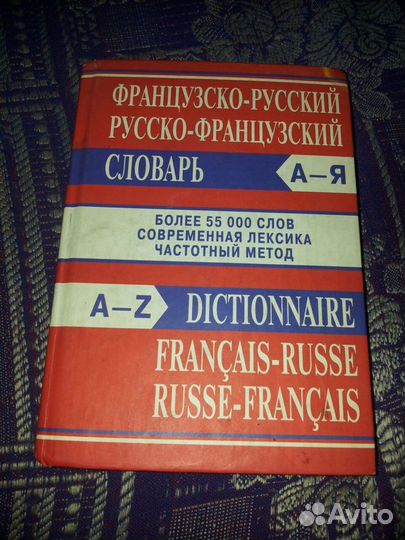 ФРАНЦУЗСКО-РУССКИЙ
РУССКО-ФРАНЦУЗСКИЙ
СЛОВАРЬ
А–Я
БОЛЕЕ 55 000 СЛОВ
СОВРЕМЕННАЯ ЛЕКСИКА
ЧАСТОТНЫЙ МЕТОД
A–Z
DICTIONNAIRE
FRANÇAIS-RUSSE
RUSSE-FRANÇAIS
Avito